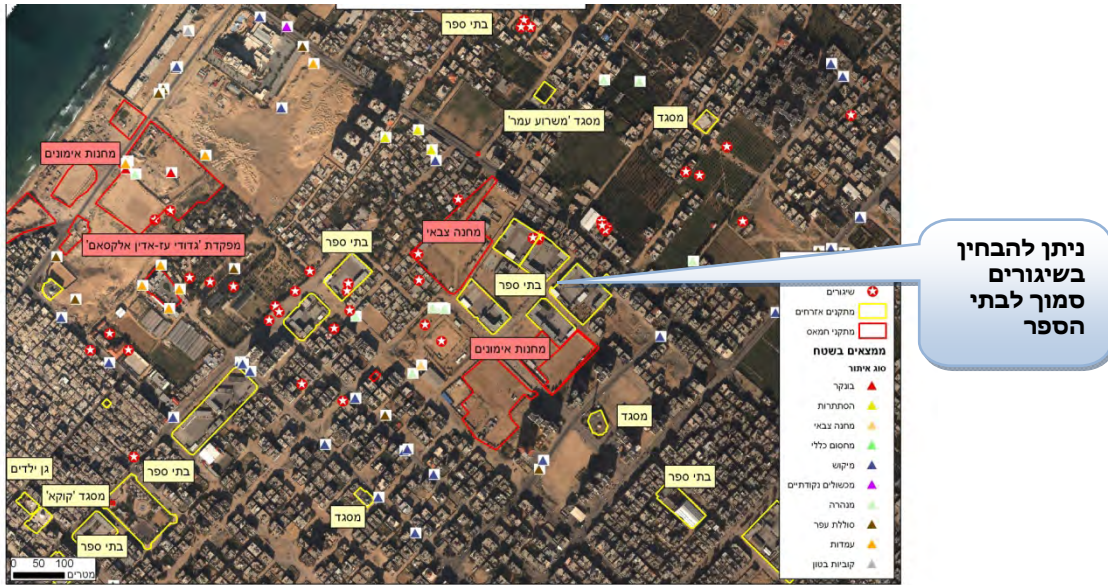 בתי ספר
מסגד 'משרוע עמר'
מסגד
מחנות אימונים
מחנה צבאי
מפקדת 'גדודי עז-אדין אלקסאם'
בתי ספר
בתי ספר
ניתן להבחין
בשיגורים
סמוך לבתי
הספר
מחנות אימונים
מסגד
בתי ספר
בתי ספר
גן ילדים
מסגד 'קוקא'
מסגד
בתי ספר
שיגורים
מתקנים אזרחים
מתקני חמאס
ממצאים בשטח
סוג איתור
בונקר
הסתתרות
מחנה צבאי
מחסום כללי
מיקוש
מכשולים נקודתיים
מנהרה
סוללת עפר
עמדות
קוביות בטון
0 50 100
מטרים